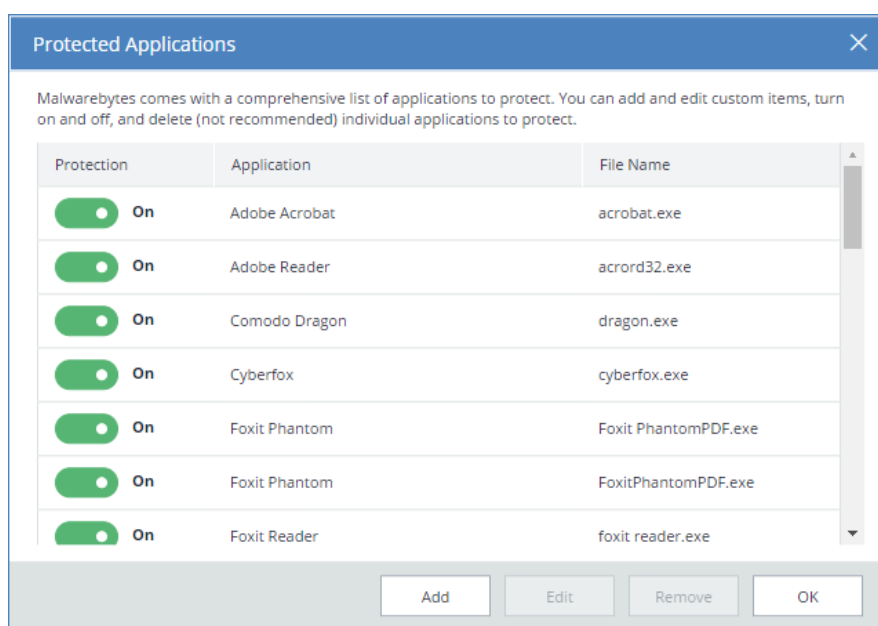 Protected Applications
Malwarebytes comes with a comprehensive list of applications to protect. You can add and edit custom items, turn
on and off, and delete (not recommended) individual applications to protect.
Protection Application File Name
On Adobe Acrobat acrobat.exe
On Adobe Reader acrord32.exe
On Comodo Dragon dragon.exe
On Cyberfox cyberfox.exe
On Foxit Phantom Foxit PhantomPDF.exe
On Foxit Phantom FoxitPhantomPDF.exe
On Foxit Reader foxit reader.exe
Add Edit Remove OK